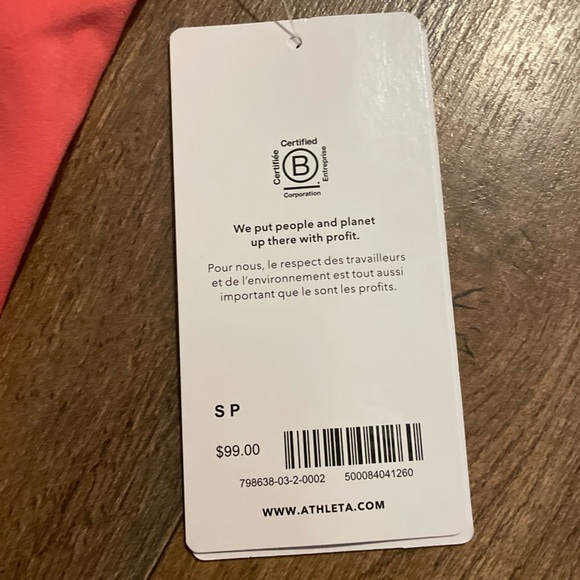 Certified
Certifiée
B
Entreprise
Corporation
We put people and planet
up there with profit.
Pour nous, le respect des travailleurs
et de l'environnement est tout aussi
important que le sont les profits.
S P
$99.00
798638-03-2-0002 500084041260
WWW.ATHLETA.COM